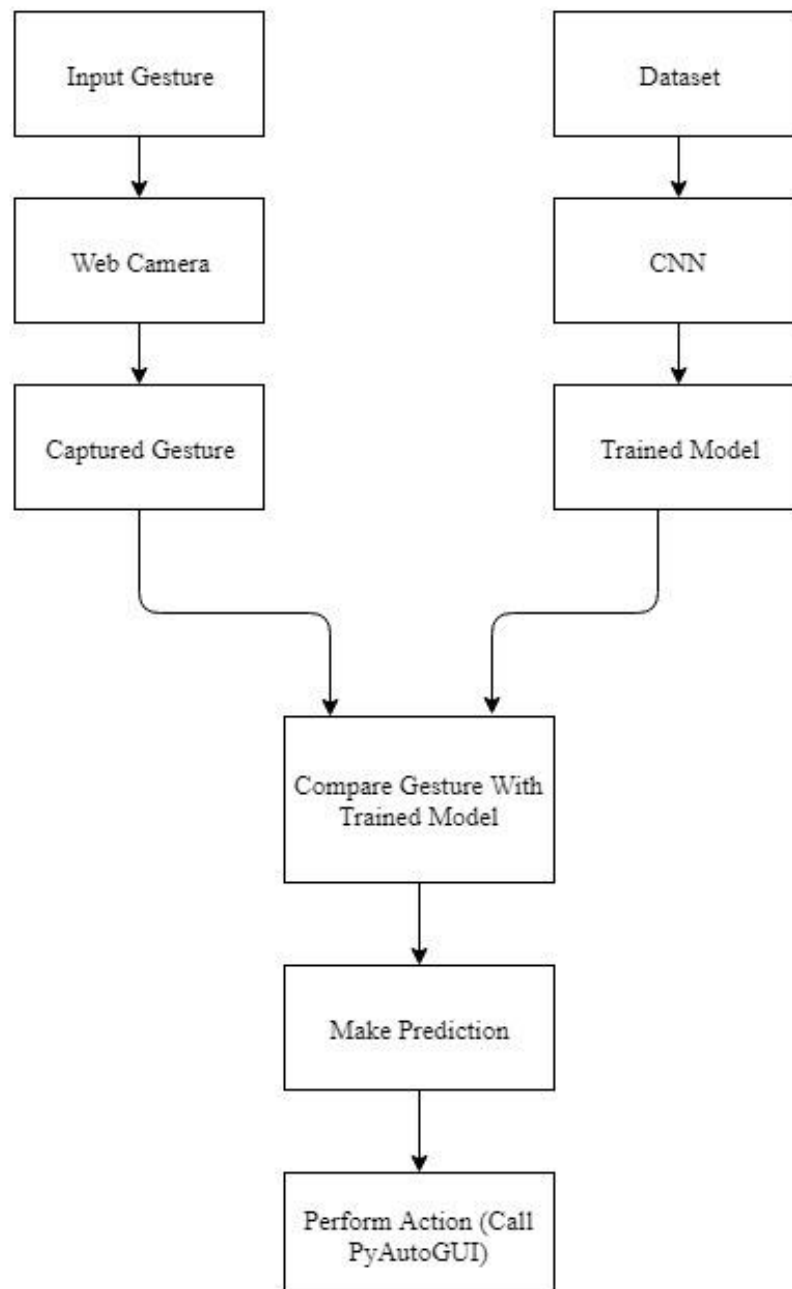 Input Gesture
Dataset
Web Camera
CNN
Captured Gesture
Trained Model
Compare Gesture With
Trained Model
Make Prediction
Perform Action (Call
PyAutoGUI)